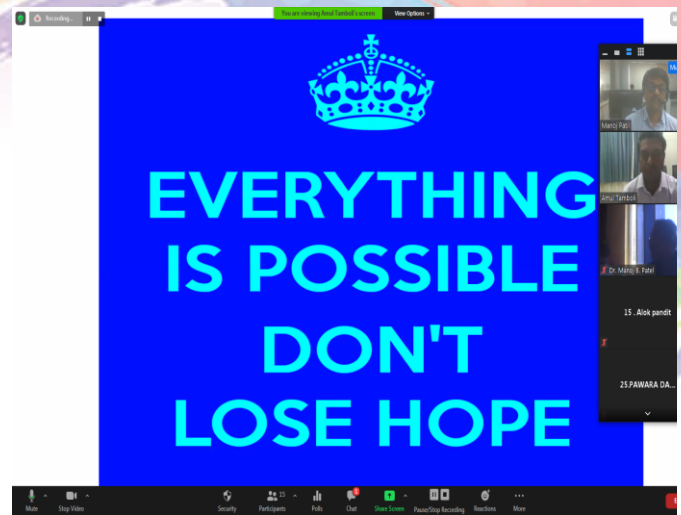 Recording...
You are viewing Amul Tamboli's screen
View Options
EVERYTHING
IS POSSIBLE
DON'T
LOSE HOPE
Manoj Patil
Amul Tamboli
Dr. Manoj B. Patel
15 . Alok pandit
25.PAWARA DA...
Mute
Stop Video
Security
15
Participants
Polls
Chat
Share Screen
Pause/Stop Recording
Reactions
More